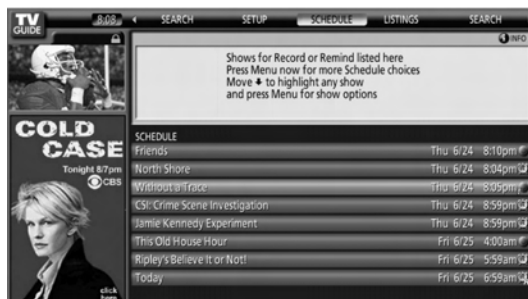 TV GUIDE
8:08
SEARCH SETUP SCHEDULE LISTINGS SEARCH
INFO
Shows for Record or Remind listed here
Press Menu now for more Schedule choices
Move ↓ to highlight any show
and press Menu for show options
COLD CASE
Tonight 8/7pm
CBS
click here
SCHEDULE
Friends Thu 6/24 8:10pm
North Shore Thu 6/24 8:04pm
Without a Trace Thu 6/24 8:05pm
CSI: Crime Scene Investigation Thu 6/24 8:59pm
Jamie Kennedy Experiment Thu 6/24 8:59pm
This Old House Hour Fri 6/25 4:00am
Ripley's Believe It or Not! Fri 6/25 5:59am
Today Fri 6/25 6:59am